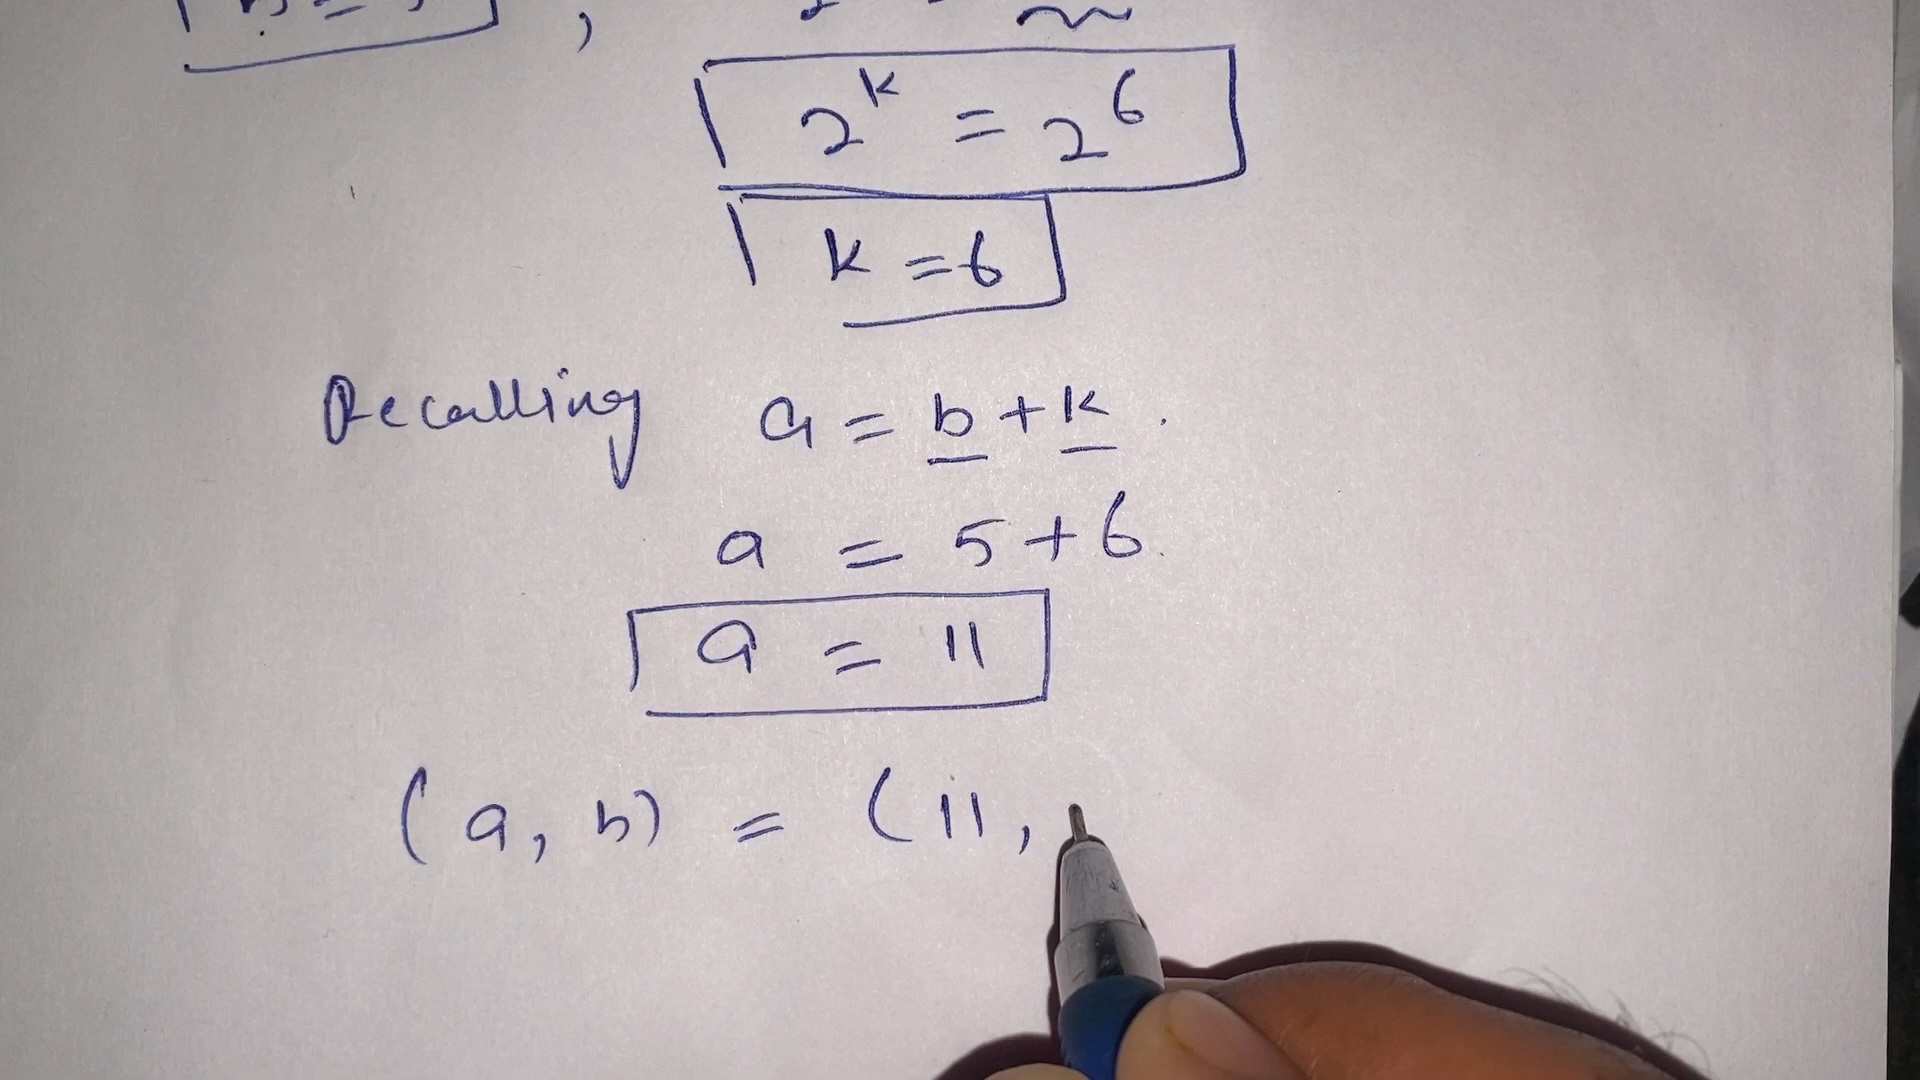 2^k = 2^6
k = 6
Recalling a = b + k.
a = 5 + 6.
a = 11
(a, b) = (11,